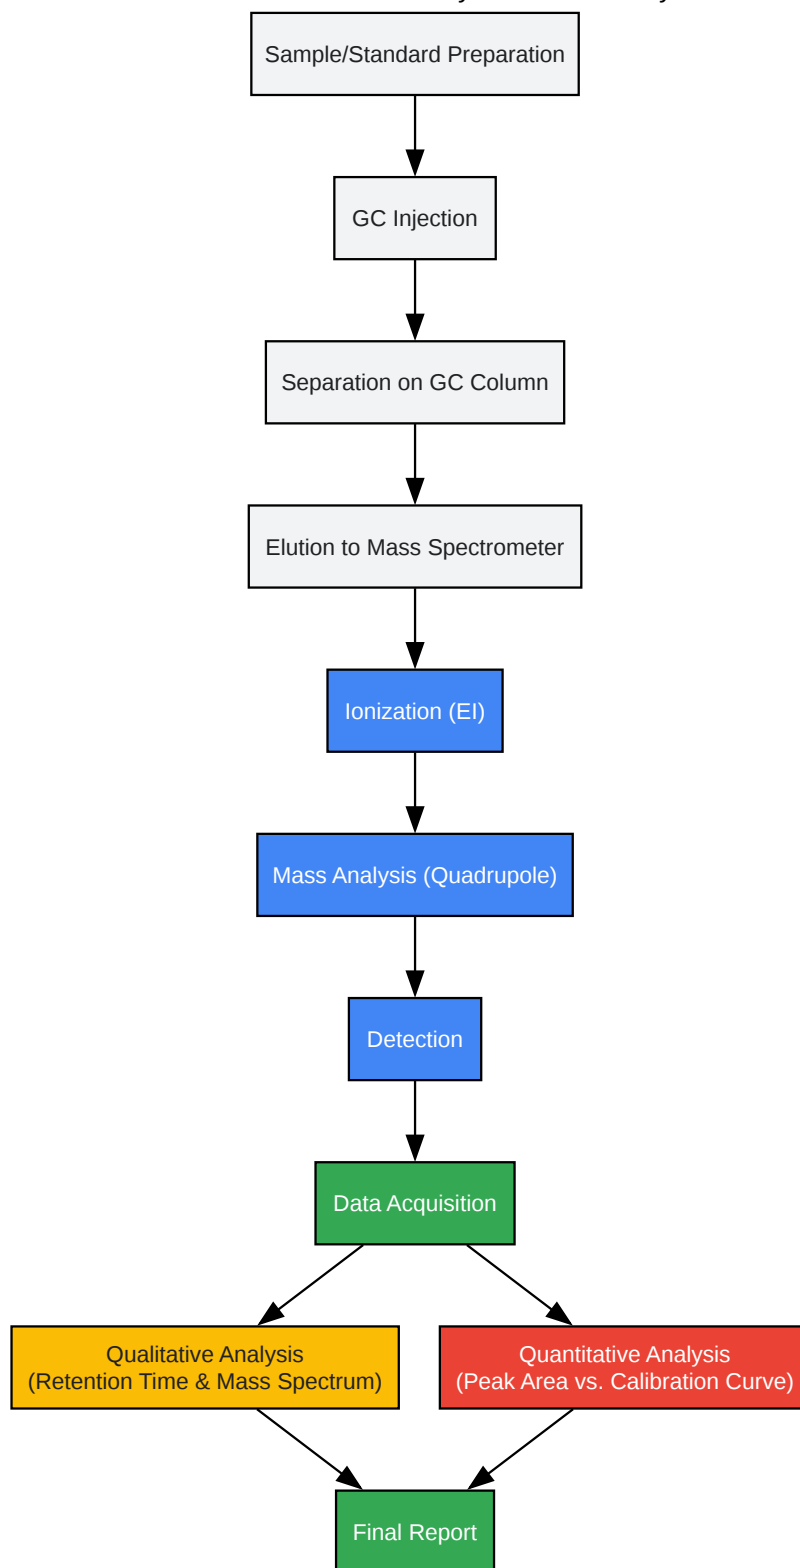 Sample/Standard Preparation
GC Injection
Separation on GC Column
Elution to Mass Spectrometer
Ionization (EI)
Mass Analysis (Quadrupole)
Detection
Data Acquisition
Qualitative Analysis
(Retention Time & Mass Spectrum)
Quantitative Analysis
(Peak Area vs. Calibration Curve)
Final Report